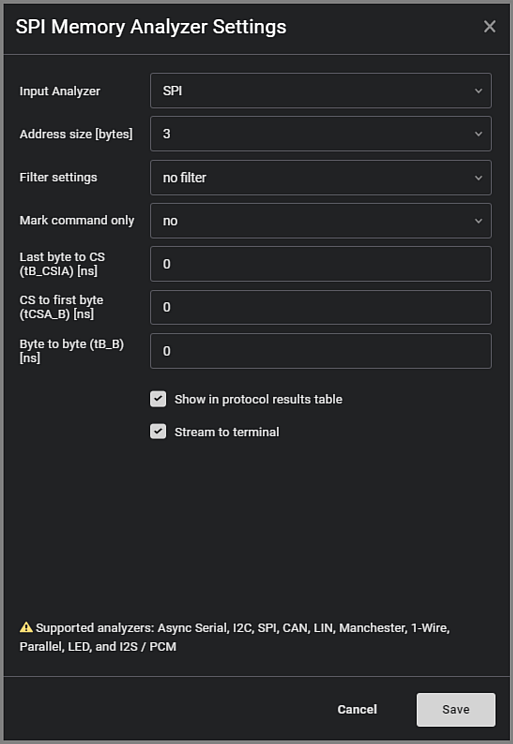 SPI Memory Analyzer Settings
Input Analyzer
SPI
Address size [bytes]
3
Filter settings
no filter
Mark command only
no
Last byte to CS
(tB_CSIA) [ns]
0
CS to first byte
(tCSA_B) [ns]
0
Byte to byte (tB_B)
[ns]
0
Show in protocol results table
Stream to terminal
Supported analyzers: Async Serial, I2C, SPI, CAN, LIN, Manchester, 1-Wire,
Parallel, LED, and I2S / PCM
Cancel
Save